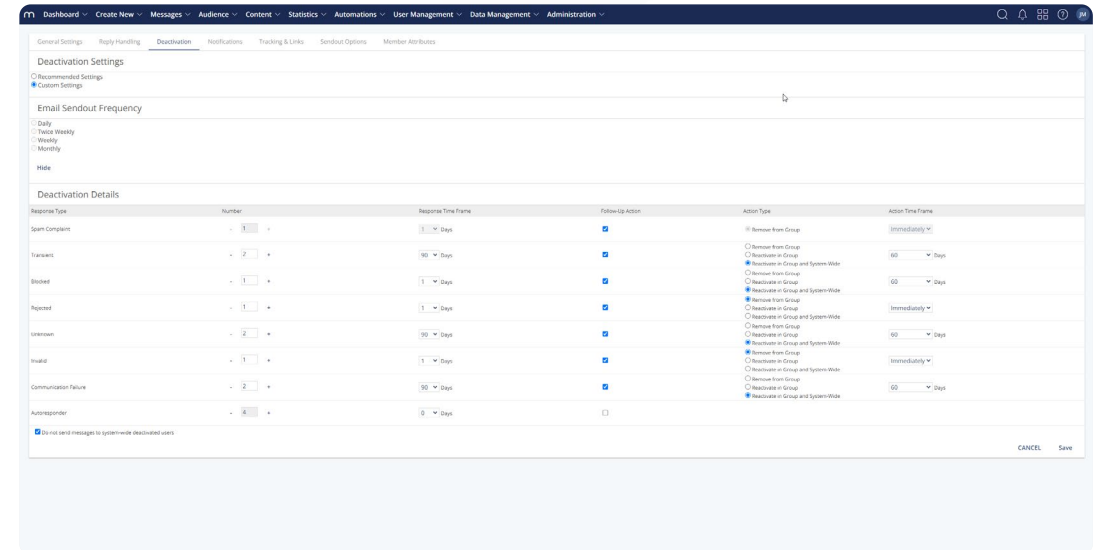 m Dashboard Create New Messages Audience Content Statistics Automations User Management Data Management Administration JM
General Settings Reply Handling Deactivation Notifications Tracking & Links Sendout Options Member Attributes
Deactivation Settings
Recommended Settings
Custom Settings
Email Sendout Frequency
Daily
Twice Weekly
Weekly
Monthly
Hide
Deactivation Details
Response Type Number Response Time Frame Follow-Up Action Action Type Action Time Frame
Spam Complaint - 1 + 1 Days Remove from Group Immediately
Remove from Group
Transient - 2 + 90 Days Reactivate in Group 60 Days
Reactivate in Group and System-Wide
Remove from Group
Blocked - 1 + 1 Days Reactivate in Group 60 Days
Reactivate in Group and System-Wide
Remove from Group
Rejected - 1 + 1 Days Reactivate in Group Immediately
Reactivate in Group and System-Wide
Remove from Group
Unknown - 2 + 90 Days Reactivate in Group 60 Days
Reactivate in Group and System-Wide
Remove from Group
Invalid - 1 + 1 Days Reactivate in Group Immediately
Reactivate in Group and System-Wide
Remove from Group
Communication Failure - 2 + 90 Days Reactivate in Group 60 Days
Reactivate in Group and System-Wide
Autoresponder - 4 + 0 Days
Do not send messages to system-wide deactivated users
CANCEL Save